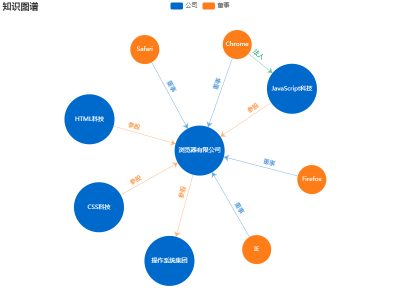 知识图谱
公司 董事
Safari
Chrome
法人
JavaScript科技
董事
董事
参股
HTML科技
参股
浏览器有限公司
董事
Firefox
参股
参股
CSS科技
董事
王
操作系统集团